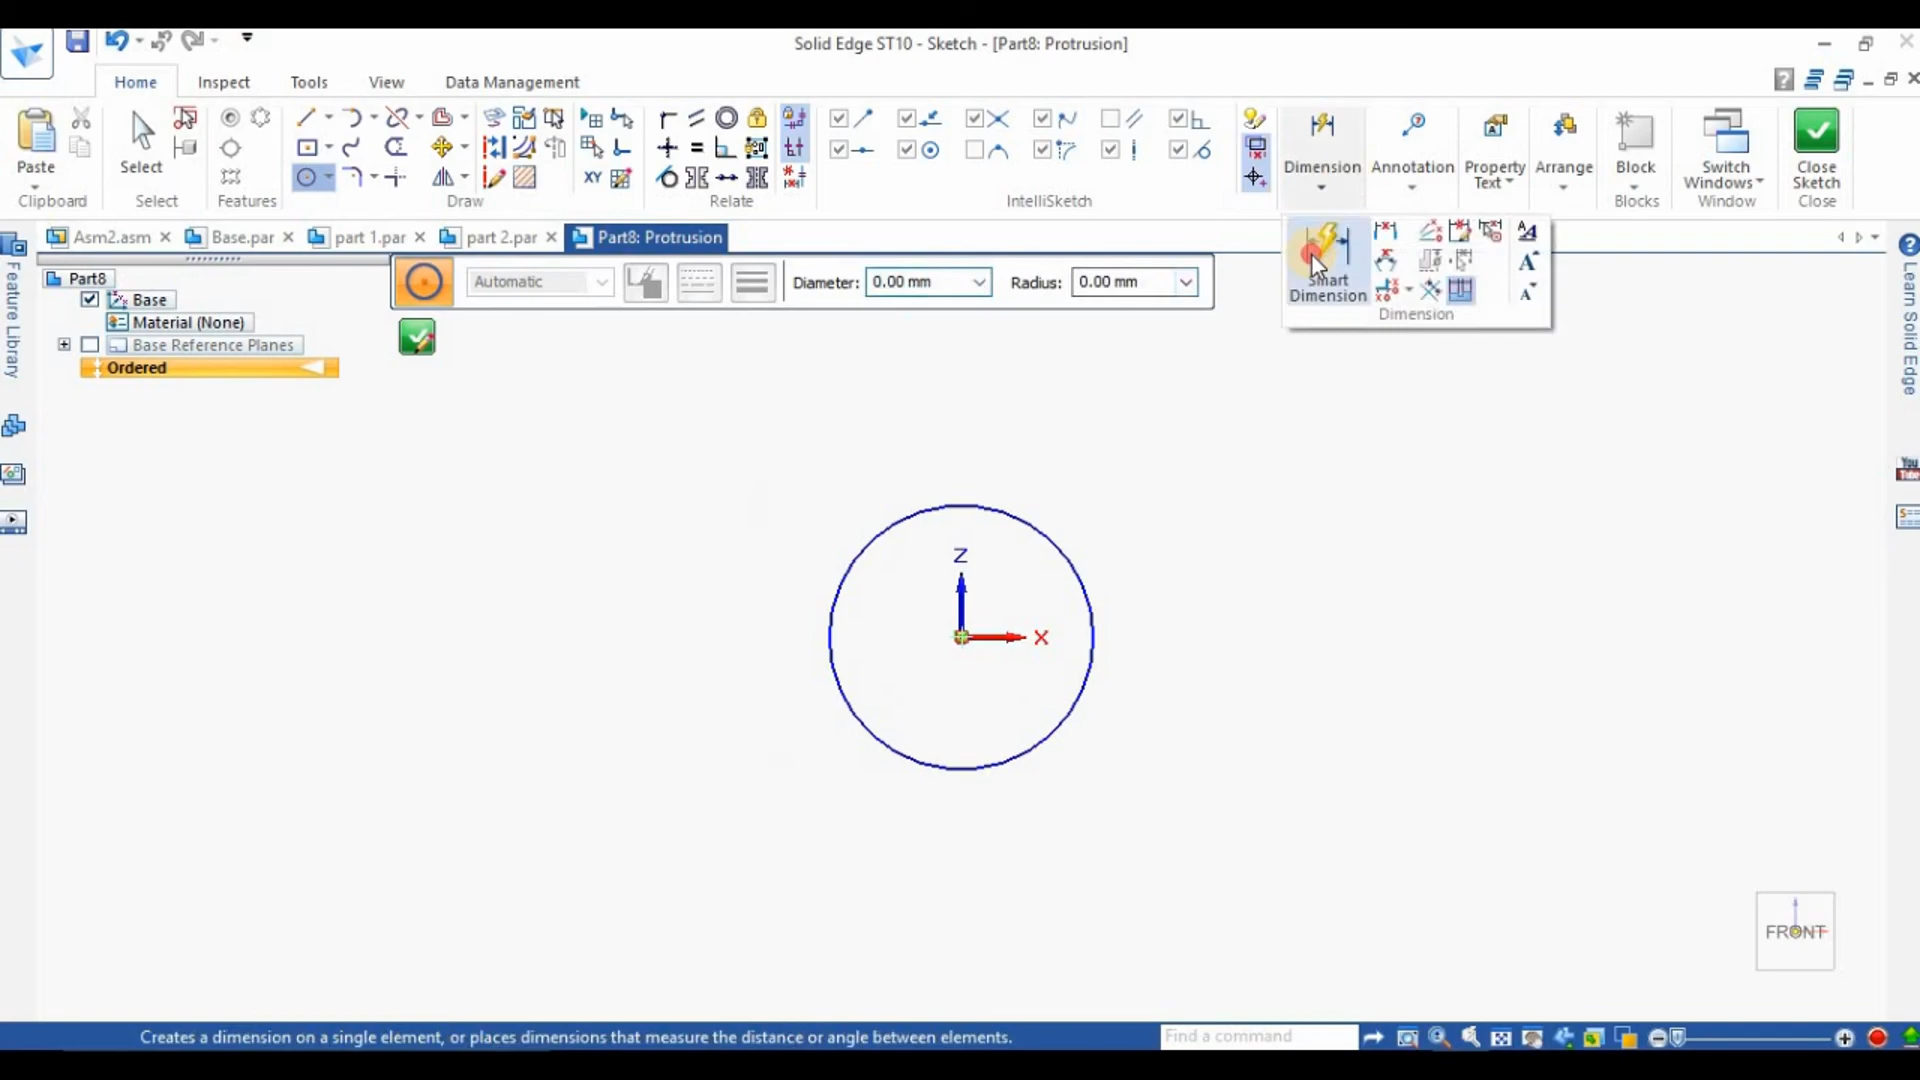 Solid Edge ST10 - Sketch - [Part8: Protrusion]
Home Inspect Tools View Data Management
Paste
Clipboard
Select
Select
Features
Draw
XY
Relate
IntelliSketch
Dimension
Annotation
Property Text
Arrange
Block
Blocks
Switch Windows
Window
Close Sketch
Close
Asm2.asm Base.par part 1.par part 2.par Part8: Protrusion
Smart Dimension
A
A
A
Dimension
Automatic
Diameter: 0.00 mm
Radius: 0.00 mm
Part8
Base
Material (None)
Base Reference Planes
Ordered
Feature Library
Learn Solid Edge
You
Z
X
FRONT
Creates a dimension on a single element, or places dimensions that measure the distance or angle between elements.
Find a command